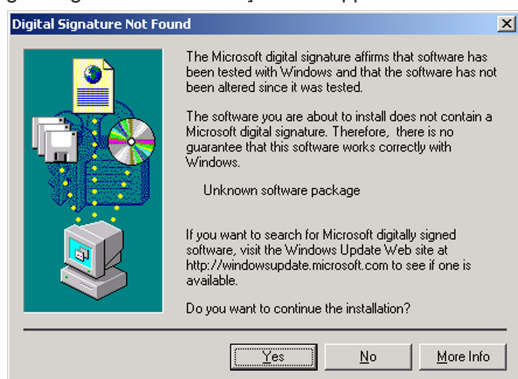 Digital Signature Not Found
The Microsoft digital signature affirms that software has
been tested with Windows and that the software has not
been altered since it was tested.
The software you are about to install does not contain a
Microsoft digital signature. Therefore, there is no
guarantee that this software works correctly with
Windows.
Unknown software package
If you want to search for Microsoft digitally signed
software, visit the Windows Update Web site at
http://windowsupdate.microsoft.com to see if one is
available.
Do you want to continue the installation?
Yes No More Info